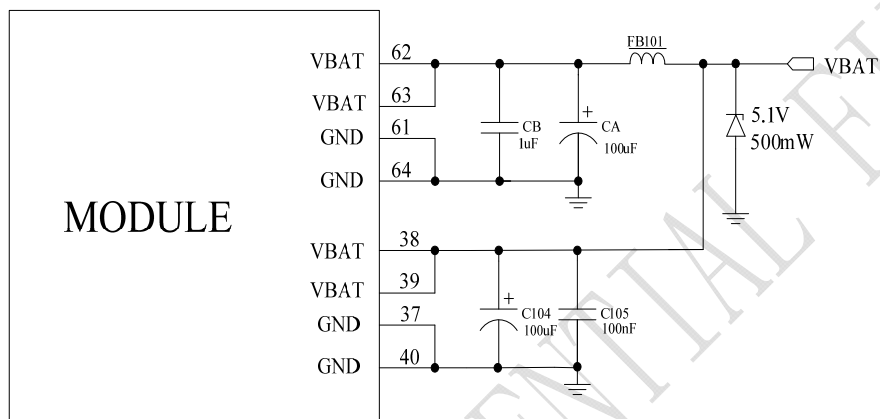 FB101
VBAT 62
VBAT
VBAT 63
5.1V
500mW
GND 61
CB
1uF
CA
100uF
GND 64
MODULE
VBAT 38
VBAT 39
GND 37
C104
100uF
C105
100nF
GND 40
ENTIAL